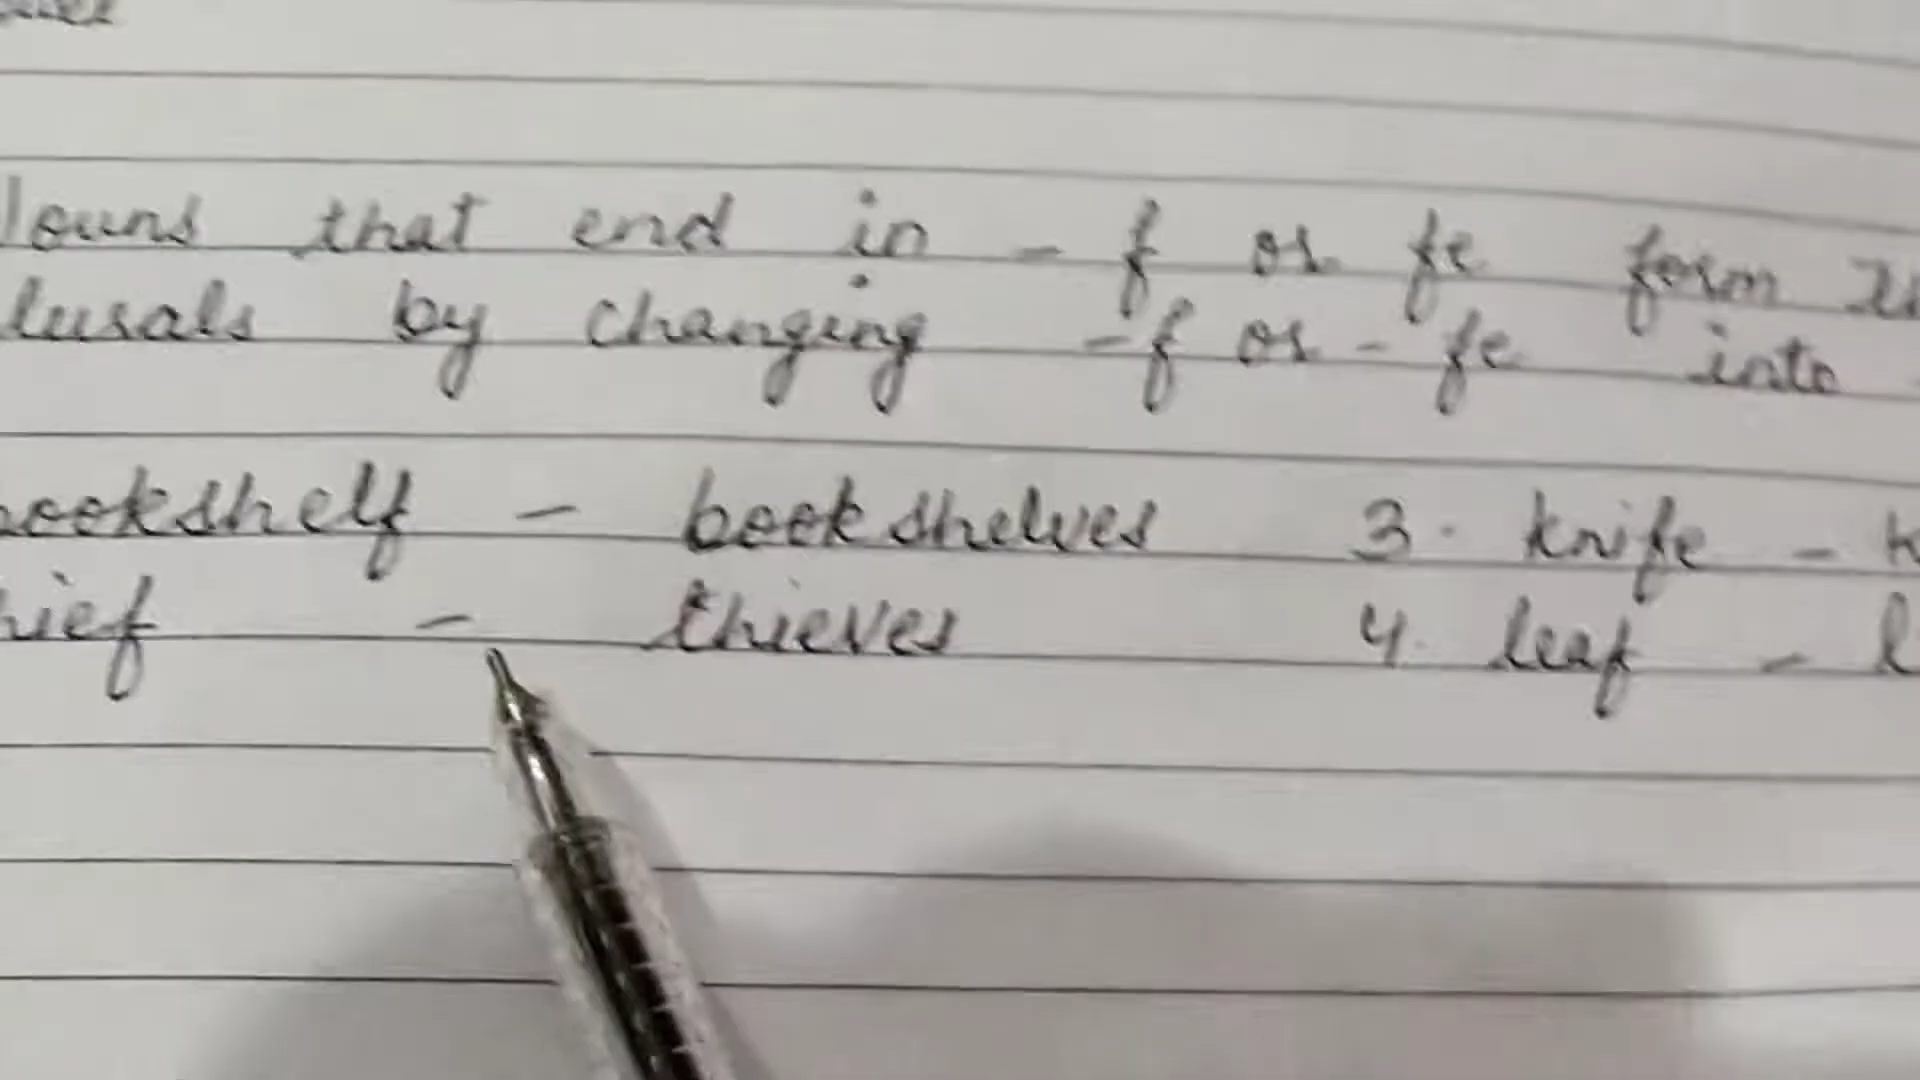 ouns that end in - f or fe form
lurals by changing -f or - fe into
bookshelf - bookshelves 3. knife - k
hief - thieves 4. leaf - l